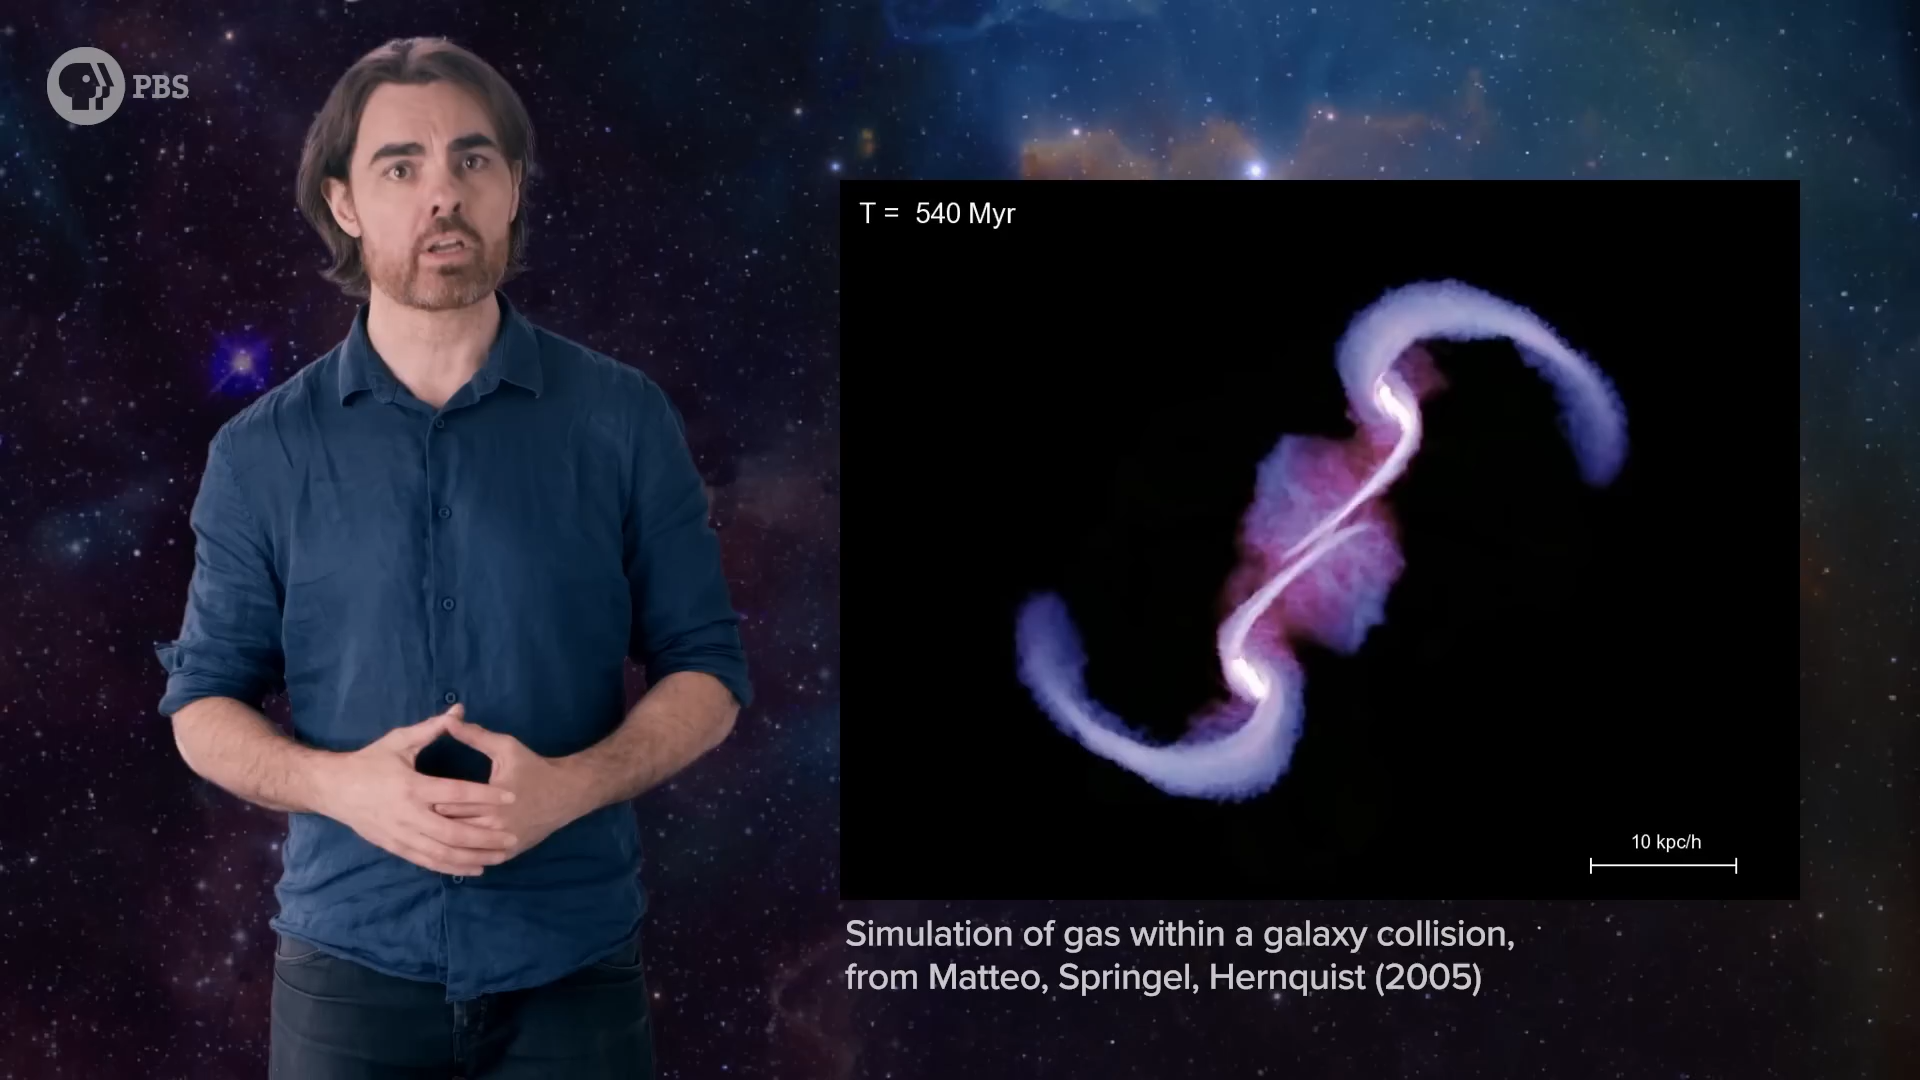 PBS
T = 540 Myr
10 kpc/h
Simulation of gas within a galaxy collision,
from Matteo, Springel, Hernquist (2005)